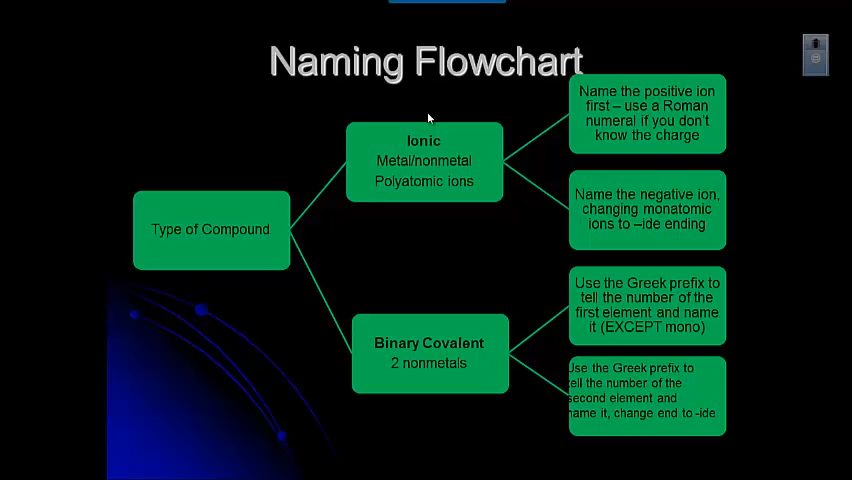 Naming Flowchart
Type of Compound
Ionic
Metal/nonmetal
Polyatomic ions
Name the positive ion
first – use a Roman
numeral if you don't
know the charge
Name the negative ion,
changing monatomic
ions to –ide ending
Binary Covalent
2 nonmetals
Use the Greek prefix to
tell the number of the
first element and name
it (EXCEPT mono)
Use the Greek prefix to
tell the number of the
second element and
name it, change end to -ide